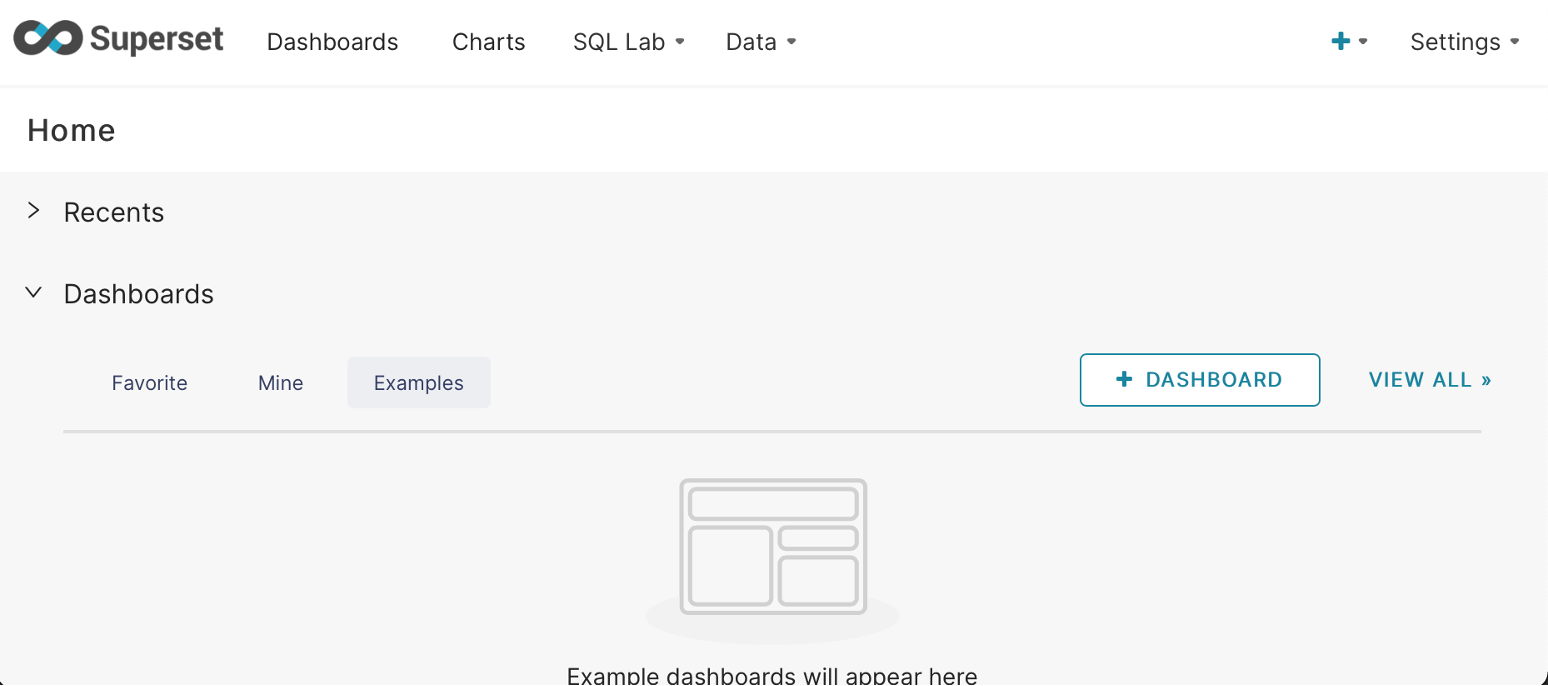 Superset Dashboards Charts SQL Lab Data + Settings
Home
Recents
Dashboards
Favorite Mine Examples + DASHBOARD VIEW ALL »
Example dashboards will appear here